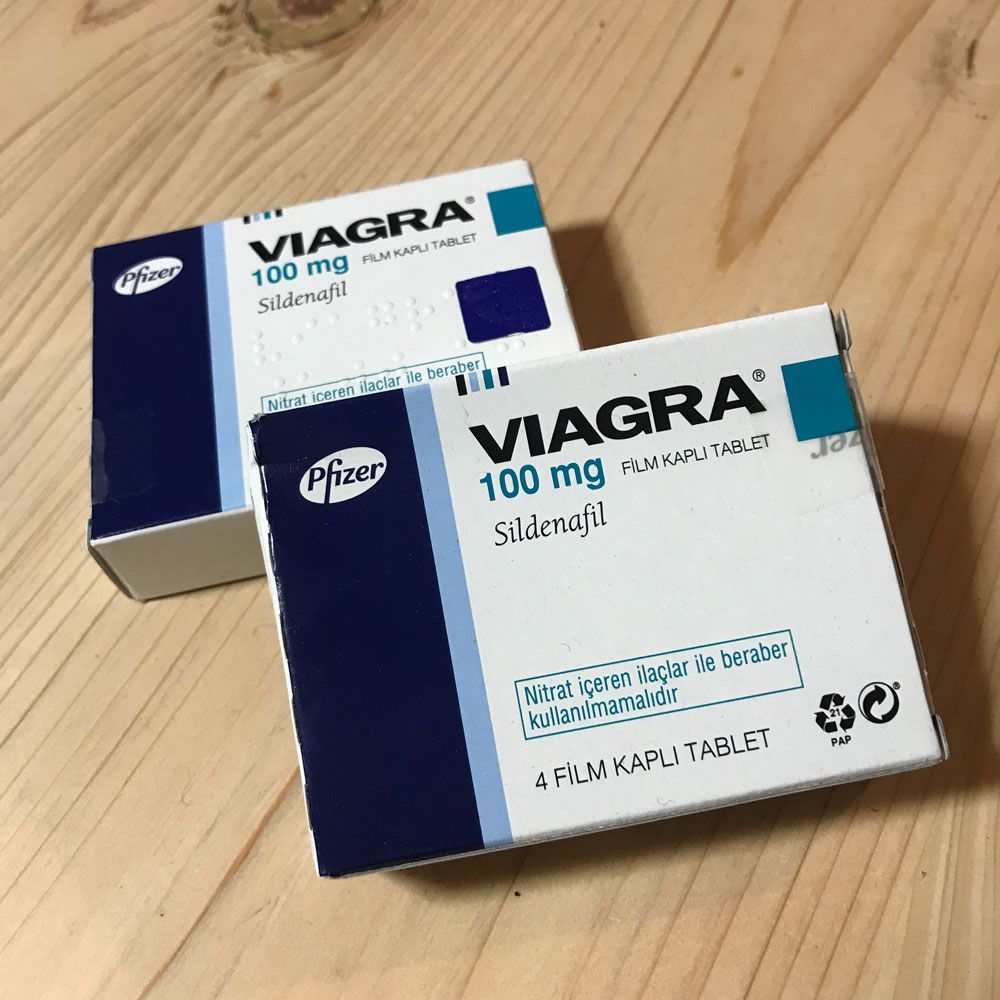 Pfizer
VIAGRA®
100 mg FİLM KAPLI TABLET
Sildenafil
Nitrat içeren ilaçlar ile beraber
Pfizer
VIAGRA®
100 mg FİLM KAPLI TABLET
Sildenafil
Nitrat içeren ilaçlar ile beraber
kullanılmamalıdır
4 FİLM KAPLI TABLET
21
PAP